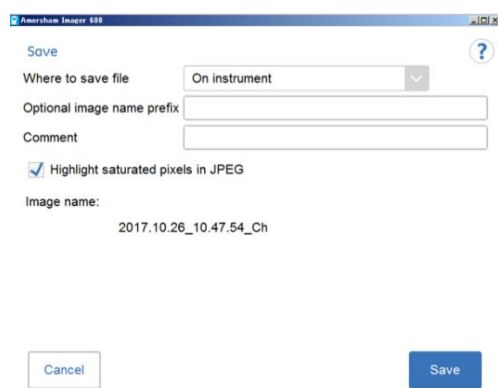 Amersham Imager 600
Save
?
Where to save file On instrument
Optional image name prefix
Comment
Highlight saturated pixels in JPEG
Image name:
2017.10.26_10.47.54_Ch
Cancel Save